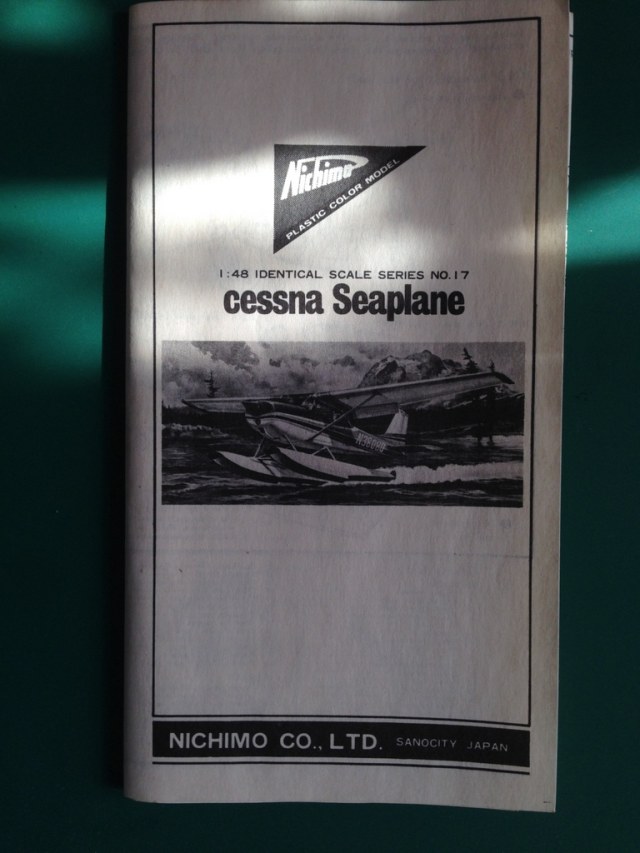 Nichimo
PLASTIC COLOR MODEL
1:48 IDENTICAL SCALE SERIES NO.17
cessna Seaplane
NICHIMO CO., LTD. SANOCITY JAPAN